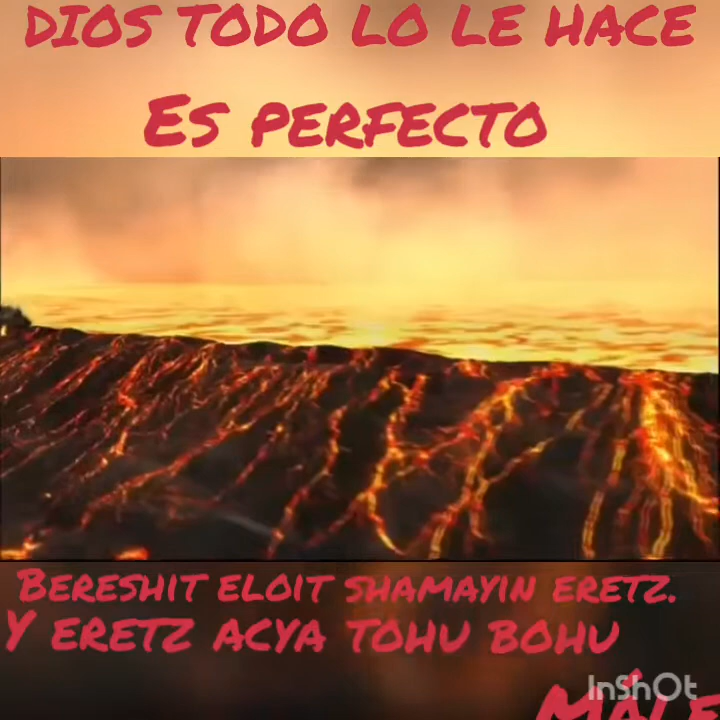 DIOS TODO LO LE HACE
ES PERFECTO
BERESHIT ELOIT SHAMAYIN ERETZ.
Y ERETZ ACYA TOHU BOHU
InShOt